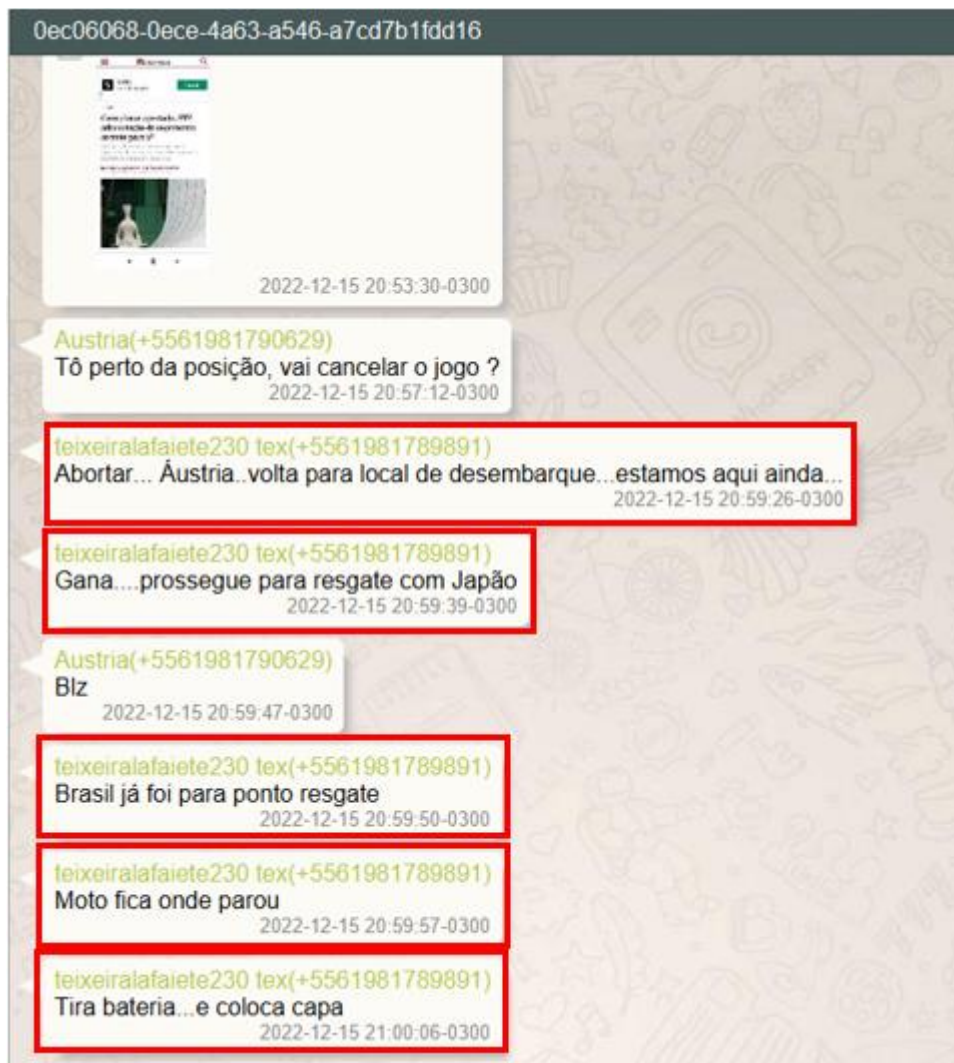 0ec06068-0ece-4a63-a546-a7cd7b1fdd16
2022-12-15 20:53:30-0300
Austria(+5561981790629)
Tô perto da posição, vai cancelar o jogo ?
2022-12-15 20:57:12-0300
teixeiralafaiete230 tex(+5561981789891)
Abortar... Áustria..volta para local de desembarque...estamos aqui ainda...
2022-12-15 20:59:26-0300
teixeiralafaiete230 tex(+5561981789891)
Gana....prossegue para resgate com Japão
2022-12-15 20:59:39-0300
Austria(+5561981790629)
Blz
2022-12-15 20:59:47-0300
teixeiralafaiete230 tex(+5561981789891)
Brasil já foi para ponto resgate
2022-12-15 20:59:50-0300
teixeiralafaiete230 tex(+5561981789891)
Moto fica onde parou
2022-12-15 20:59:57-0300
teixeiralafaiete230 tex(+5561981789891)
Tira bateria...e coloca capa
2022-12-15 21:00:06-0300